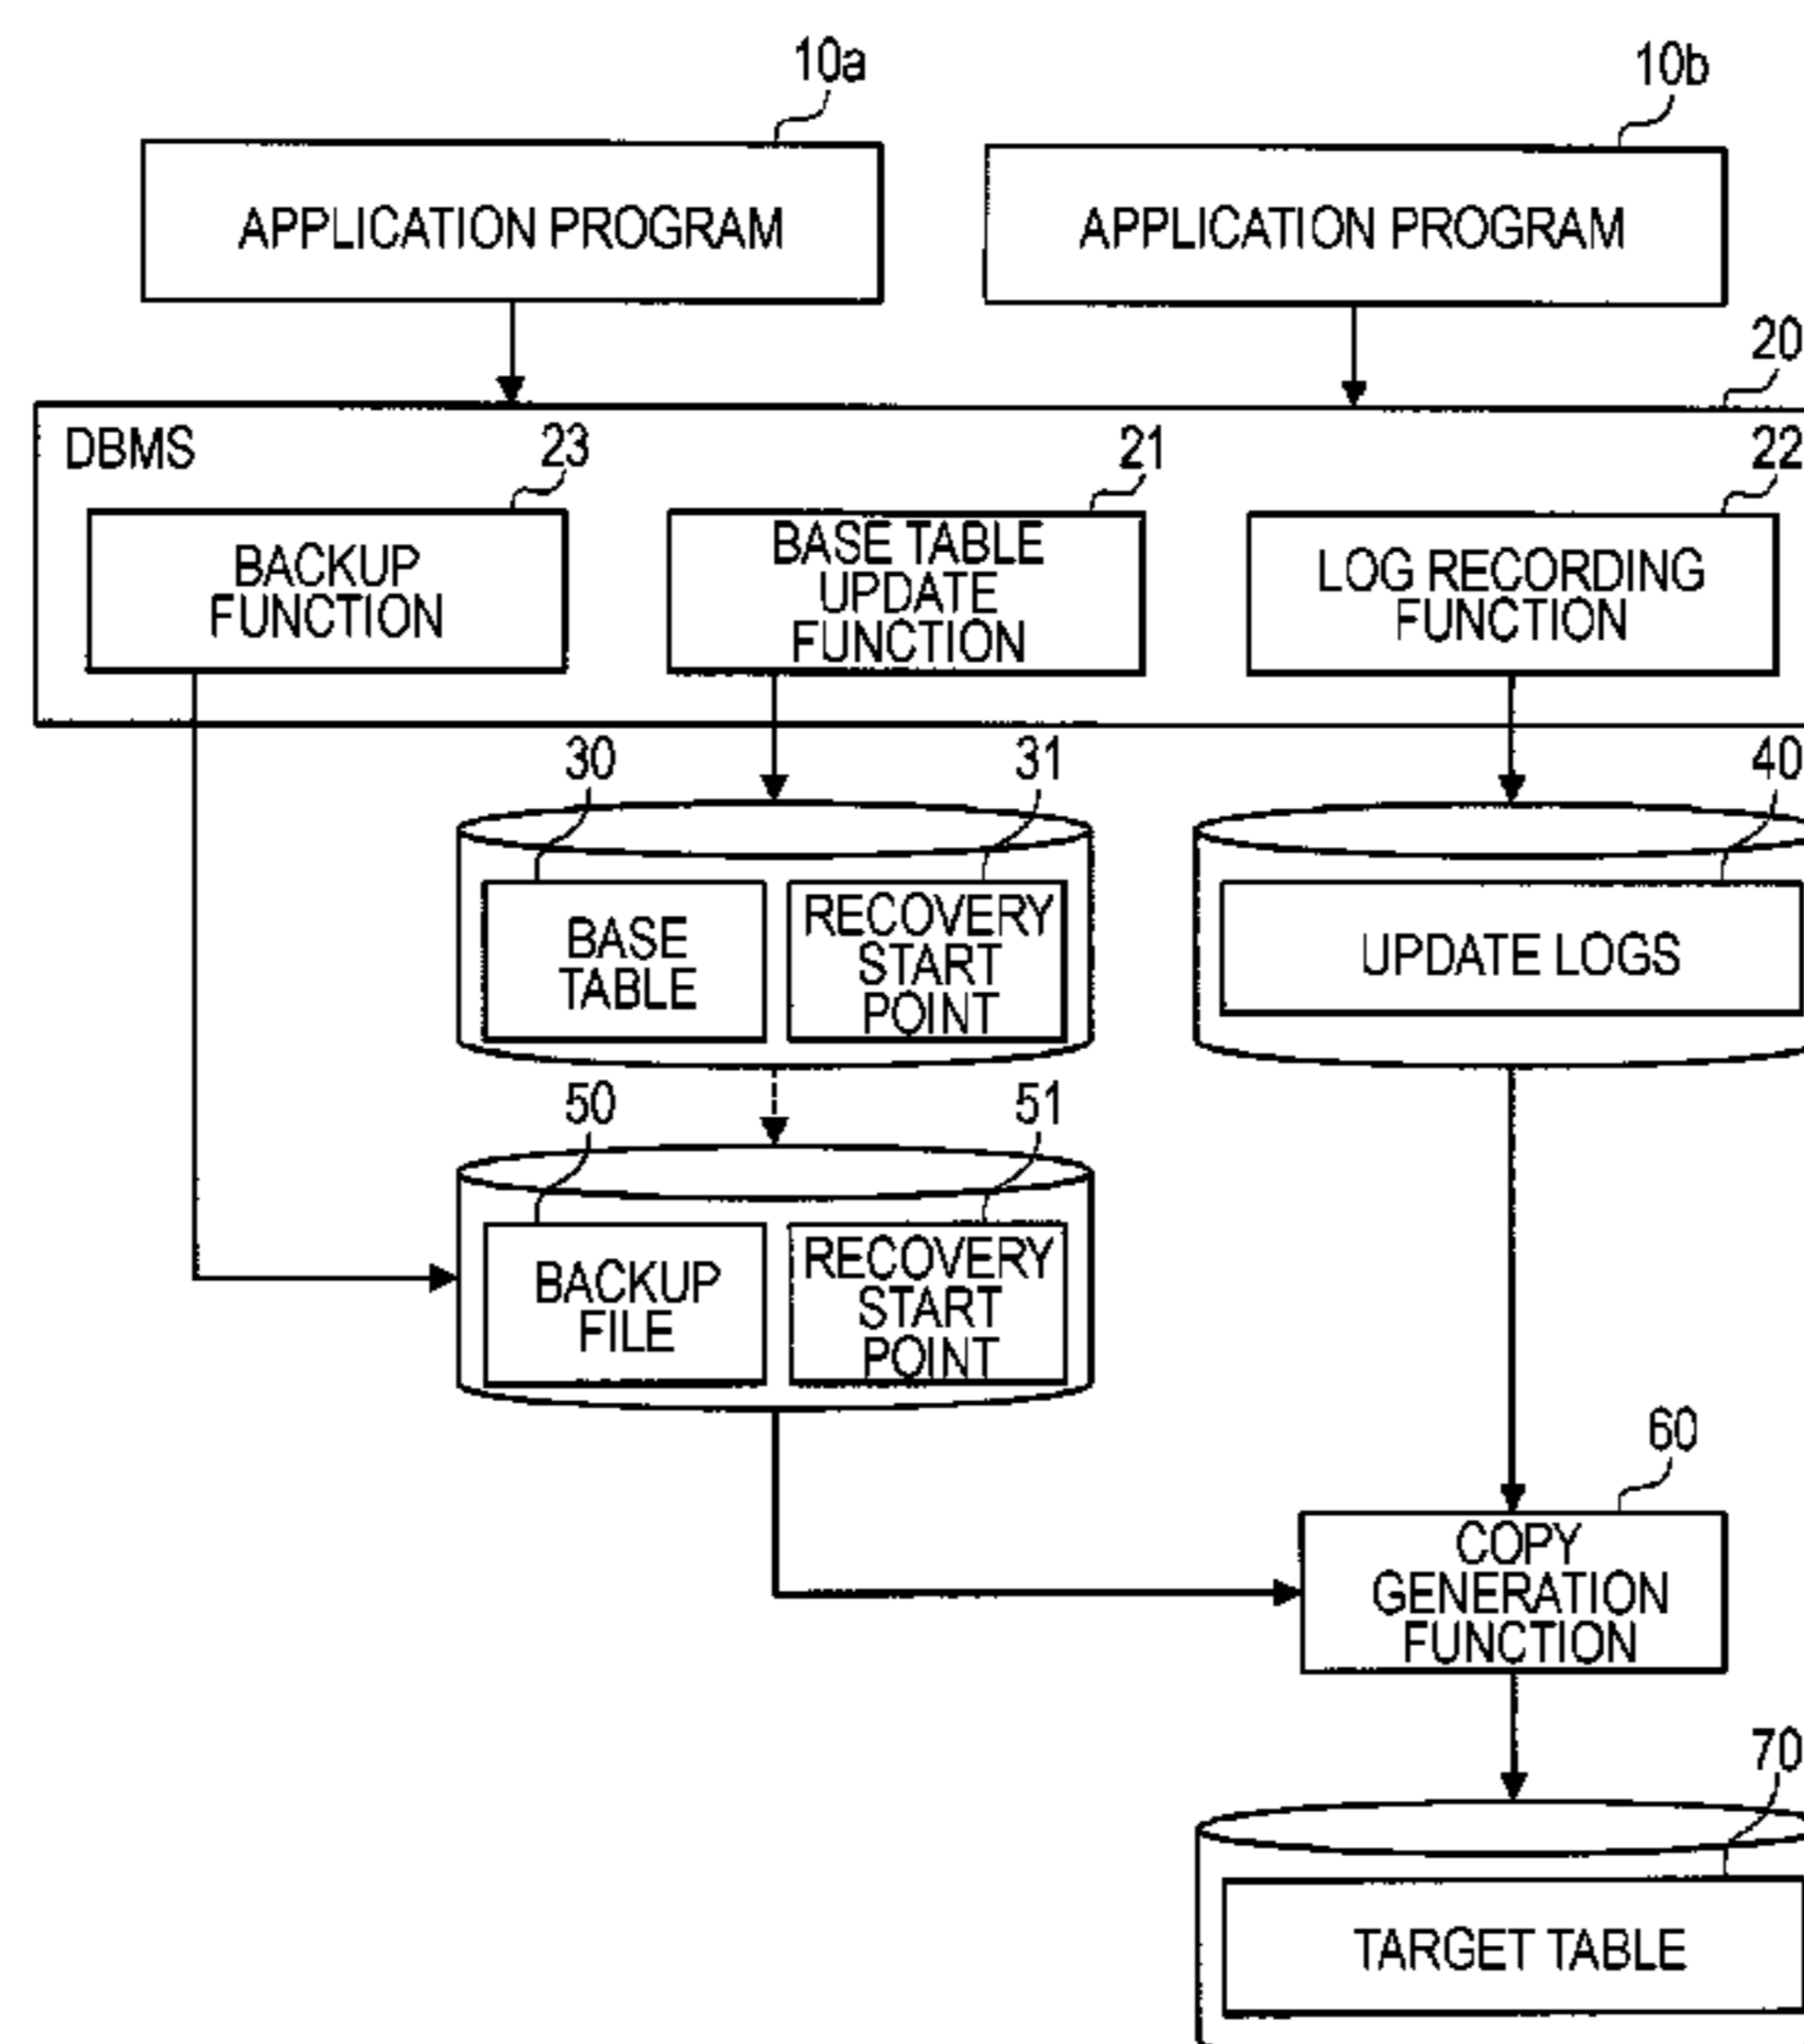 10a
10b
APPLICATION PROGRAM
APPLICATION PROGRAM
20
DBMS
23
21
22
BACKUP
FUNCTION
BASE TABLE
UPDATE
FUNCTION
LOG RECORDING
FUNCTION
30
31
40
BASE
TABLE
RECOVERY
START
POINT
UPDATE LOGS
50
51
BACKUP
FILE
RECOVERY
START
POINT
60
COPY
GENERATION
FUNCTION
70
TARGET TABLE